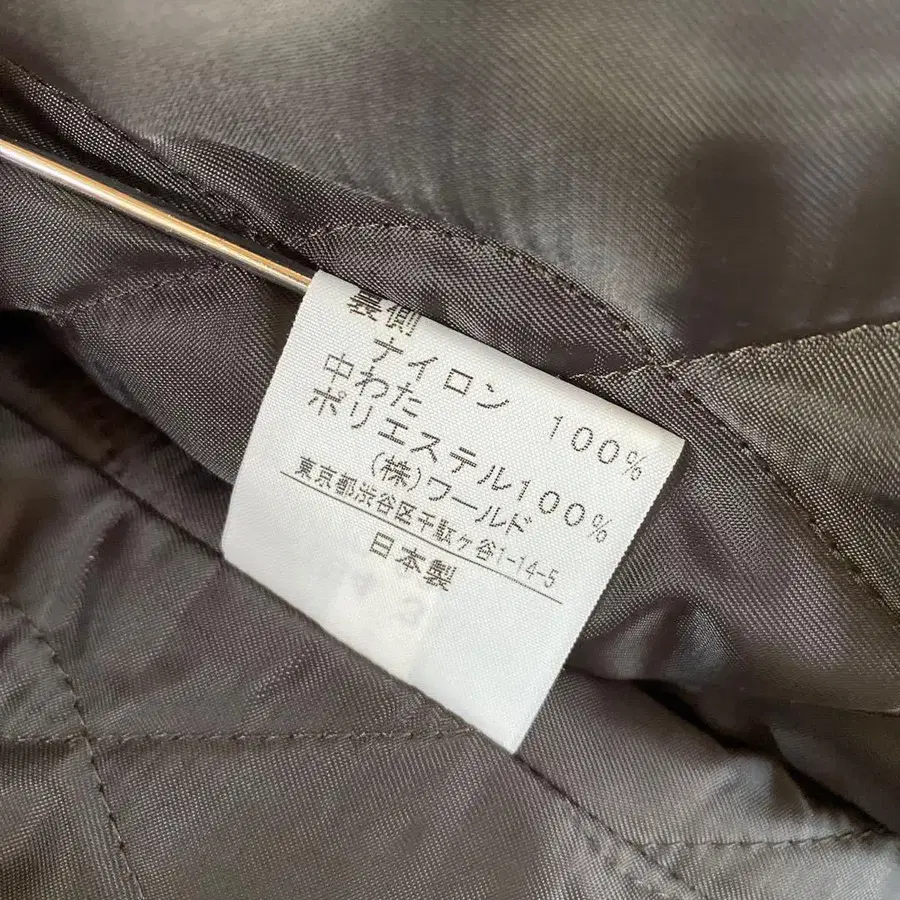 裏側
ナイロン 100%
中わた
ポリエステル100%
(株)ワールド
東京都渋谷区千駄ヶ谷1-14-5
日本製